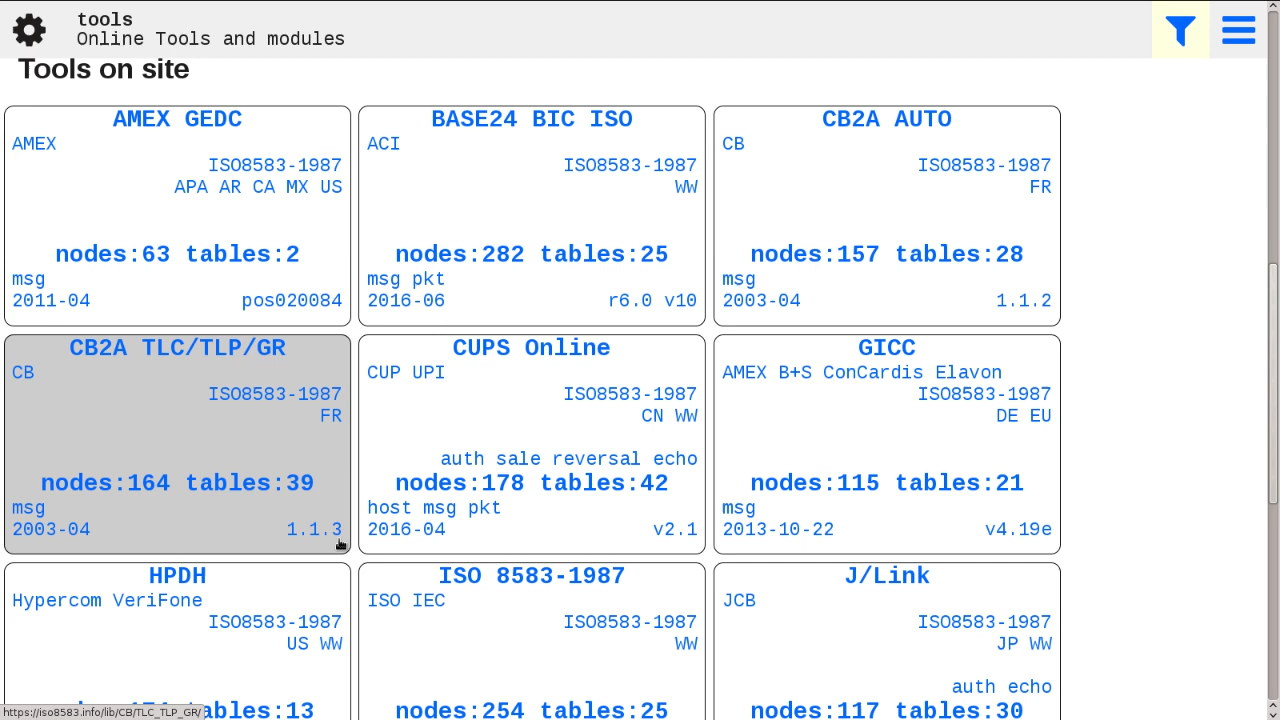 tools
Online Tools and modules
Tools on site
AMEX GEDC
AMEX
ISO8583-1987
APA AR CA MX US
nodes:63 tables:2
msg
2011-04 pos020084
BASE24 BIC ISO
ACI
ISO8583-1987
WW
nodes:282 tables:25
msg pkt
2016-06 r6.0 v10
CB2A AUTO
CB
ISO8583-1987
FR
nodes:157 tables:28
msg
2003-04 1.1.2
CB2A TLC/TLP/GR
CB
ISO8583-1987
FR
nodes:164 tables:39
msg
2003-04 1.1.3
CUPS Online
CUP UPI
ISO8583-1987
CN WW
auth sale reversal echo
nodes:178 tables:42
host msg pkt
2016-04 v2.1
GICC
AMEX B+S ConCardis Elavon
ISO8583-1987
DE EU
nodes:115 tables:21
msg
2013-10-22 v4.19e
HPDH
Hypercom VeriFone
ISO8583-1987
US WW
tables:13
ISO 8583-1987
ISO IEC
ISO8583-1987
WW
nodes:254 tables:25
J/Link
JCB
ISO8583-1987
JP WW
auth echo
nodes:117 tables:30
https://iso8583.info/lib/CB/TLC_TLP_GR/